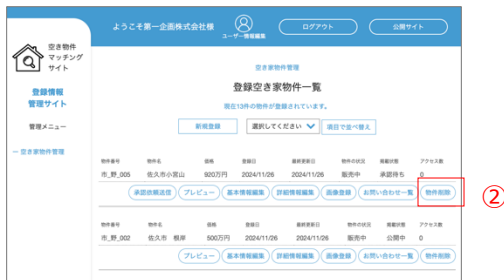 ようこそ第一企画株式会社様
ユーザー情報編集
ログアウト
公開サイト
空き物件
マッチング
サイト
登録情報
管理サイト
管理メニュー
― 空き家物件管理
空き家物件管理
登録空き家物件一覧
現在13件の物件が登録されています。
新規登録 選択してください 項目で並べ替え
物件番号 物件名 価格 登録日 最終更新日 物件の状況 掲載状態 アクセス数
市_野_005 佐久市小宮山 920万円 2024/11/26 2024/11/26 販売中 承認待ち 0
承認依頼送信 プレビュー 基本情報編集 詳細情報編集 画像登録 お問い合わせ一覧 物件削除
②
物件番号 物件名 価格 登録日 最終更新日 物件の状況 掲載状態 アクセス数
市_野_002 佐久市 根岸 500万円 2024/11/26 2024/11/26 販売中 公開中 0
プレビュー 基本情報編集 詳細情報編集 画像登録 お問い合わせ一覧 物件削除